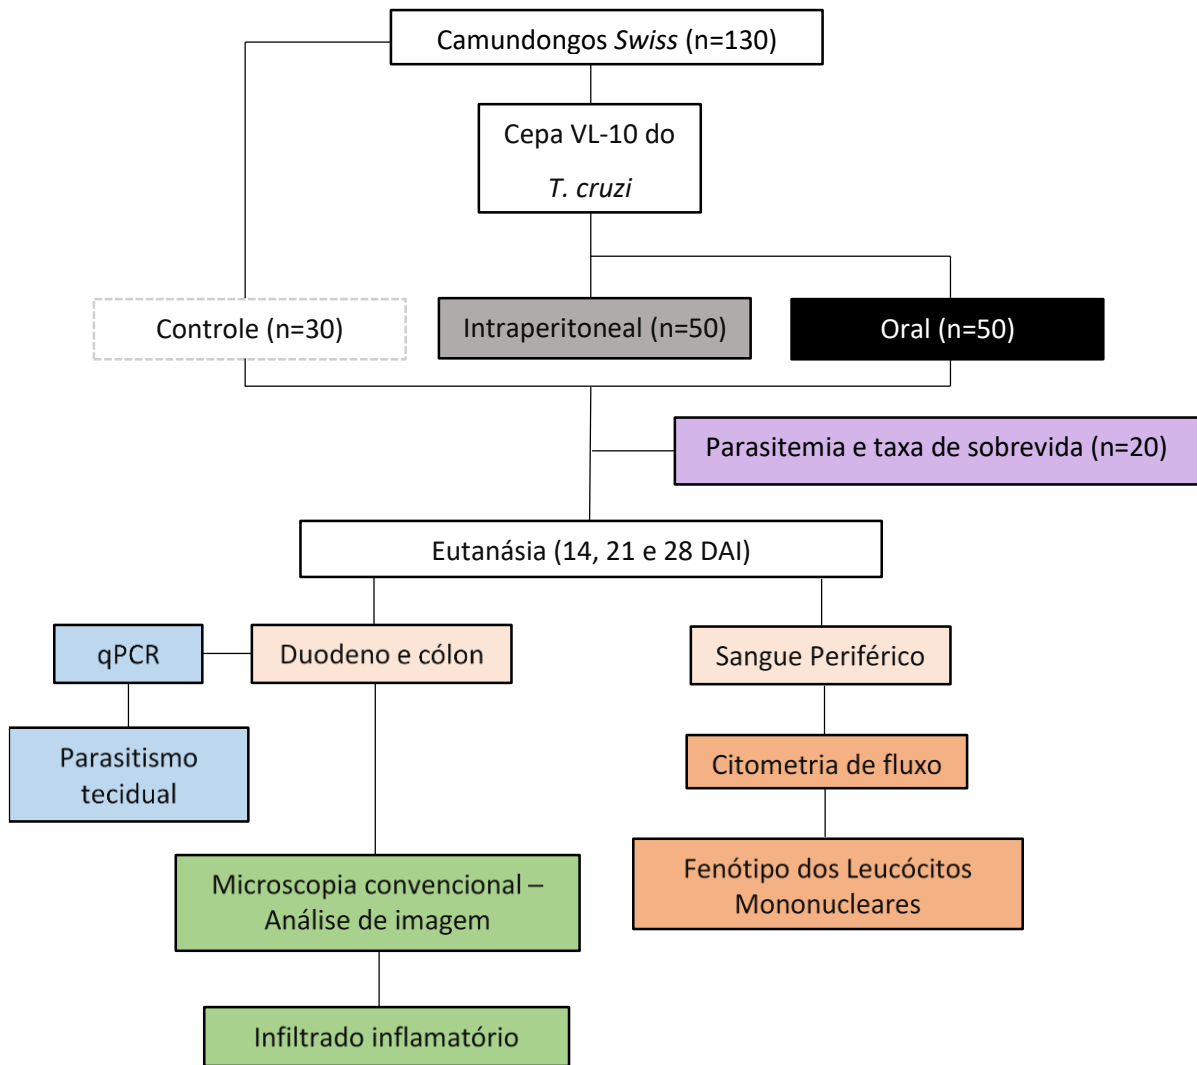 Camundongos Swiss (n=130)
Cepa VL-10 do
T. cruzi
Controle (n=30)
Intraperitoneal (n=50)
Oral (n=50)
Parasitemia e taxa de sobrevida (n=20)
Eutanásia (14, 21 e 28 DAI)
qPCR
Duodeno e cólon
Sangue Periférico
Parasitismo
tecidual
Citometria de fluxo
Microscopia convencional –
Análise de imagem
Fenótipo dos Leucócitos
Mononucleares
Infiltrado inflamatório